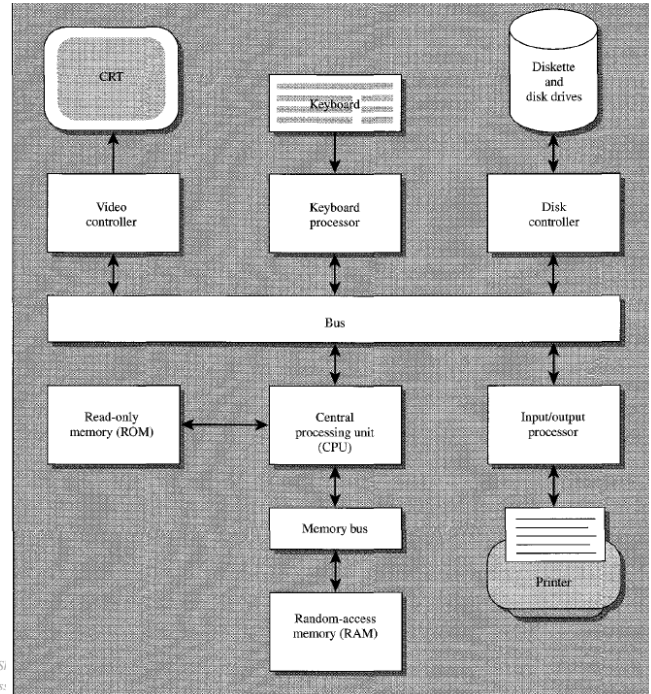 CRT
Keyboard
Diskette
and
disk drives
Video
controller
Keyboard
processor
Disk
controller
Bus
Read-only
memory (ROM)
Central
processing unit
(CPU)
Input/output
processor
Memory bus
Printer
Random-access
memory (RAM)